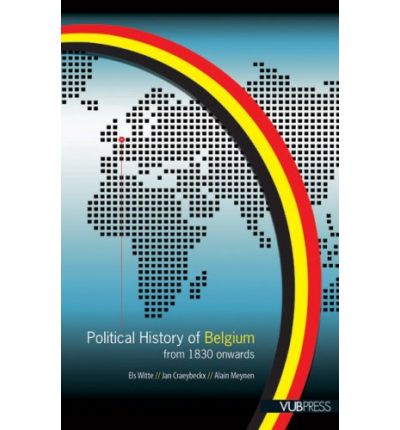 Political History of Belgium
from 1830 onwards
Els Witte // Jan Craeybeckx // Alain Meynen
VUBPRESS